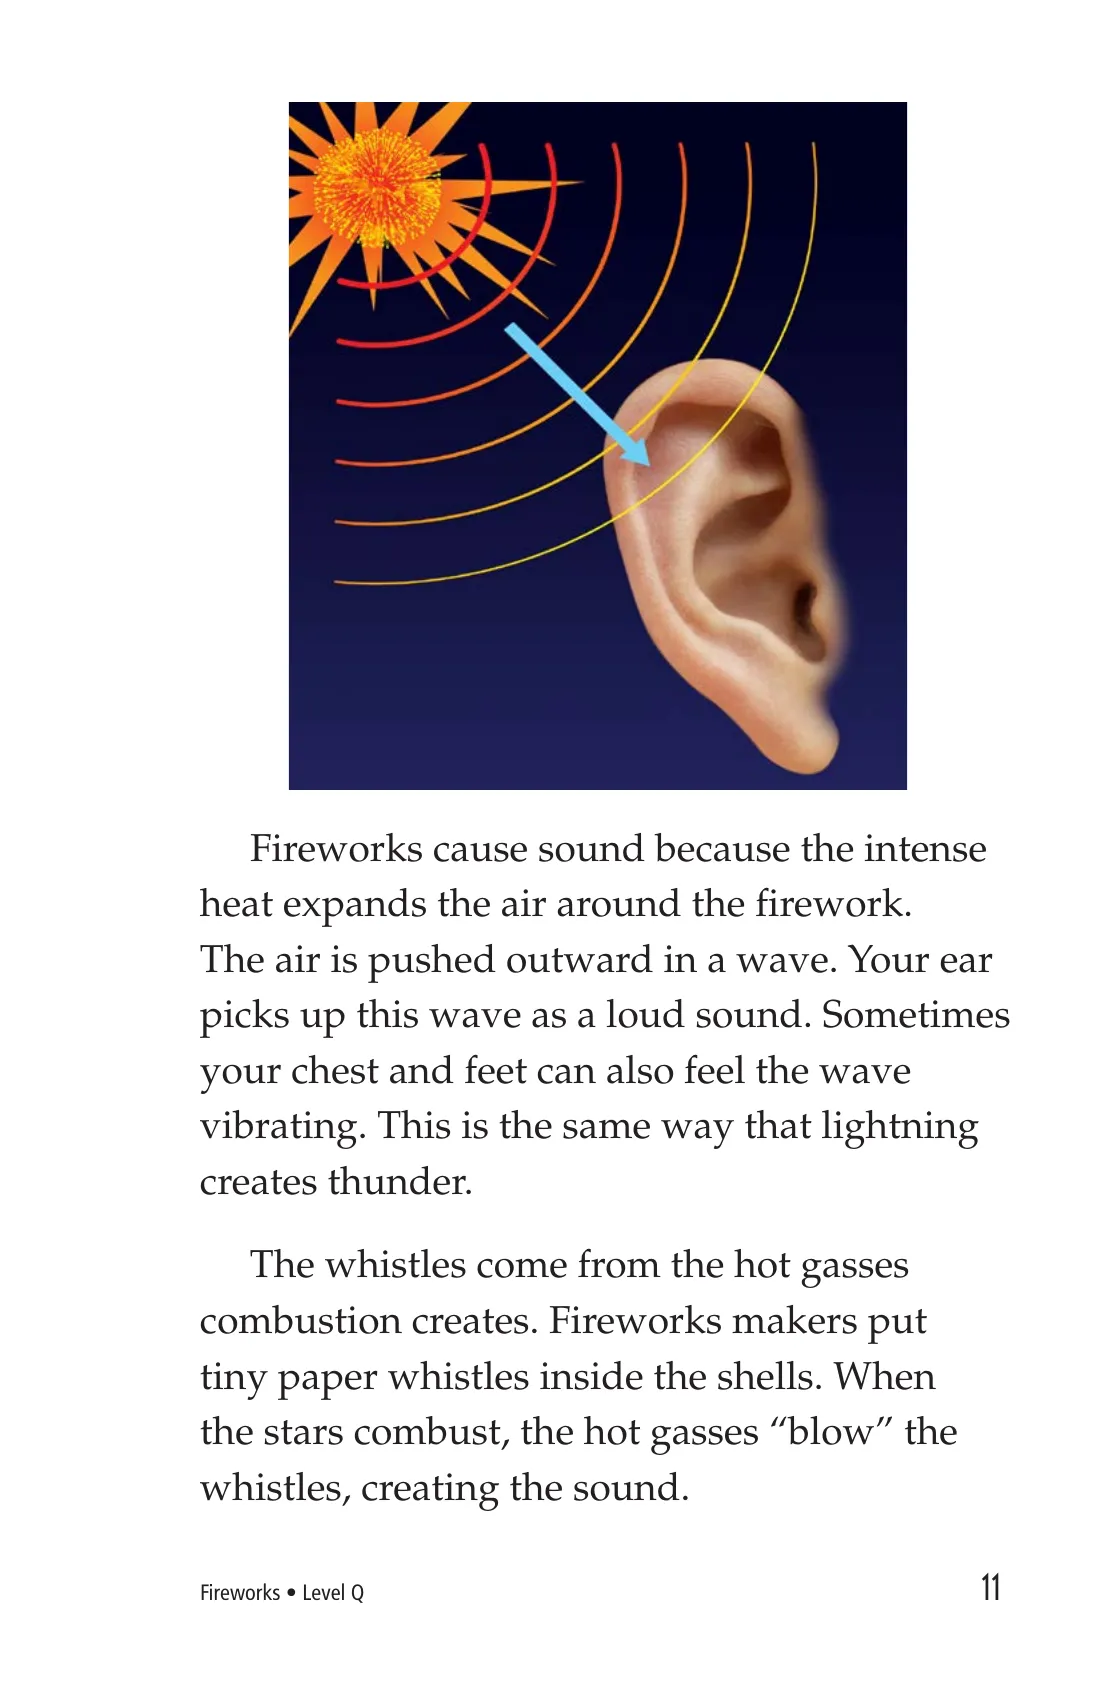 Fireworks cause sound because the intense
heat expands the air around the firework.
The air is pushed outward in a wave. Your ear
picks up this wave as a loud sound. Sometimes
your chest and feet can also feel the wave
vibrating. This is the same way that lightning
creates thunder.
The whistles come from the hot gasses
combustion creates. Fireworks makers put
tiny paper whistles inside the shells. When
the stars combust, the hot gasses “blow” the
whistles, creating the sound.
Fireworks • Level Q
11